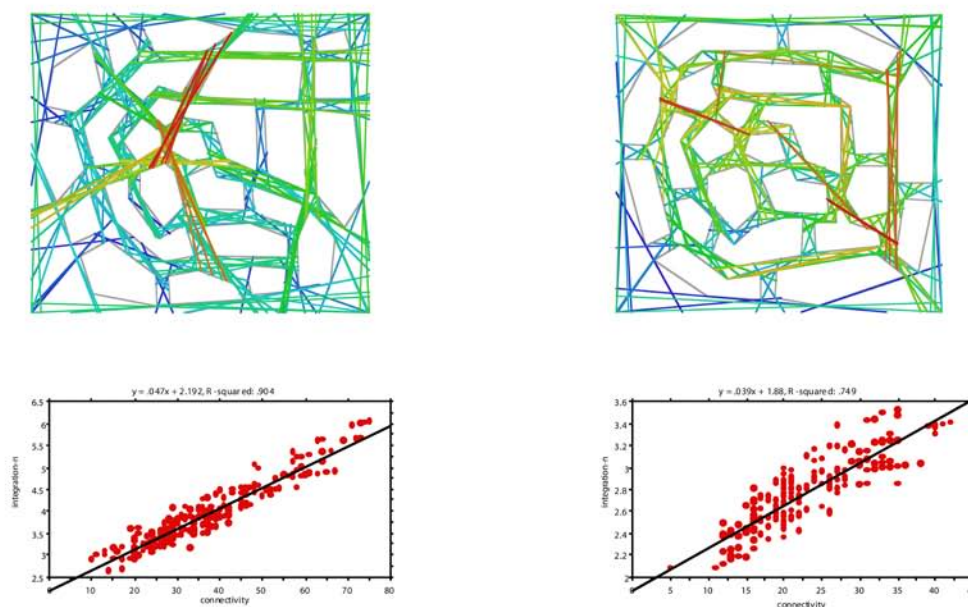 y = .047x + 2.192, R-squared: .904
6.5
6
5.5
5
4.5
4
3.5
3
2.5
integration-n
0 10 20 30 40 50 60 70 80
connectivity
y = .039x + 1.88, R-squared: .749
3.6
3.4
3.2
3
2.8
2.6
2.4
2.2
2
integration-n
0 5 10 15 20 25 30 35 40
connectivity